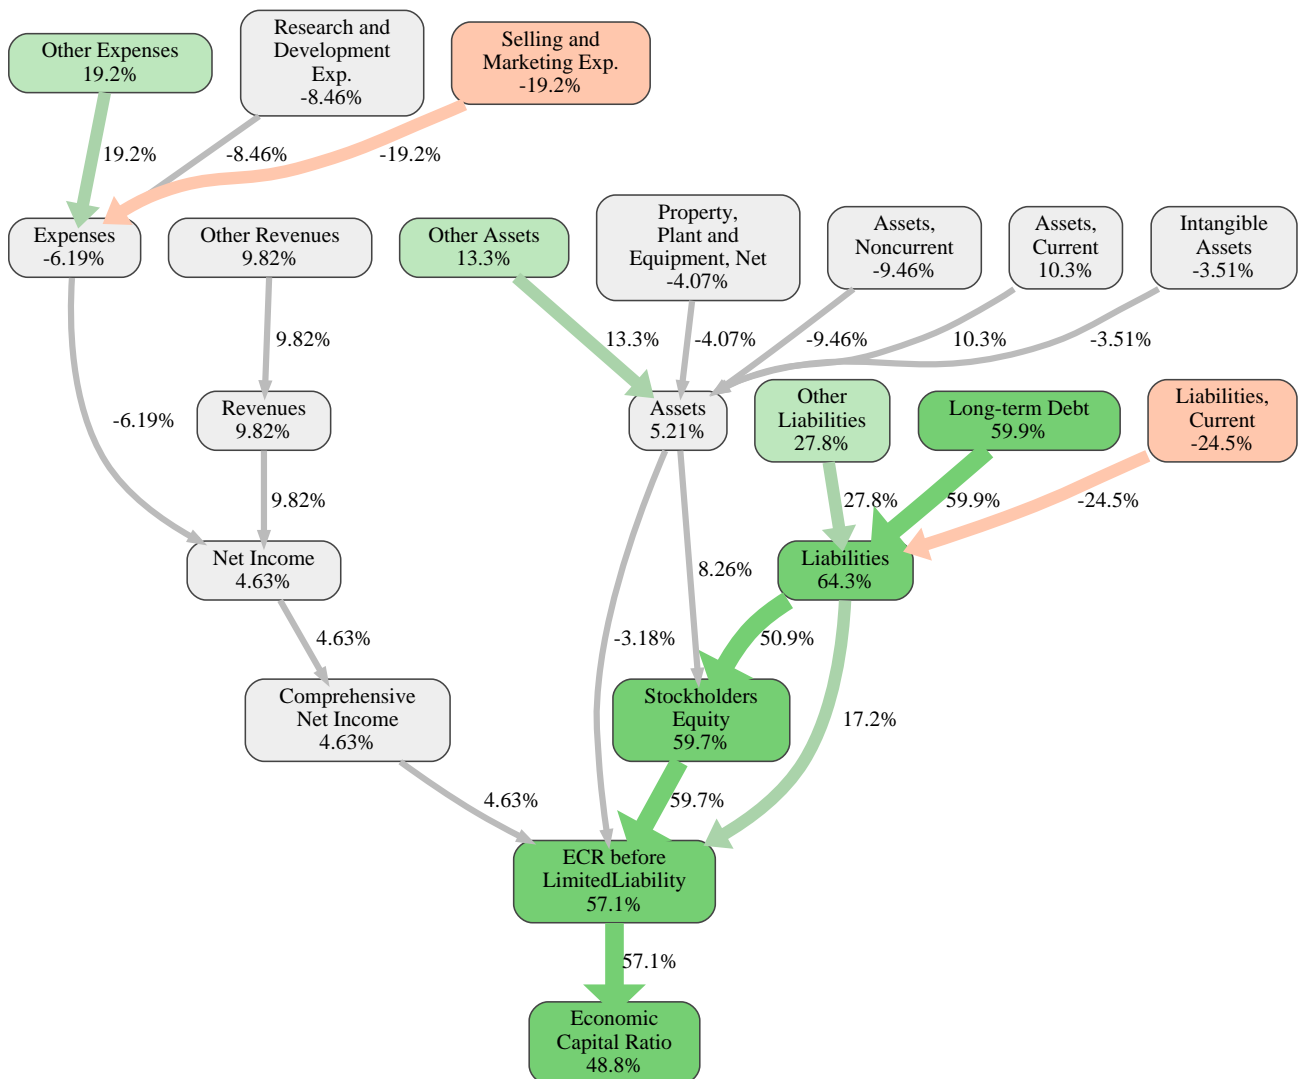 Other Expenses
19.2%
Research and
Development
Exp.
-8.46%
Selling and
Marketing Exp.
-19.2%
19.2%
-8.46%
-19.2%
Expenses
-6.19%
Other Revenues
9.82%
Other Assets
13.3%
Property,
Plant and
Equipment, Net
-4.07%
Assets,
Noncurrent
-9.46%
Assets,
Current
10.3%
Intangible
Assets
-3.51%
9.82%
13.3%
-4.07%
-9.46%
10.3%
-3.51%
-6.19%
Revenues
9.82%
Assets
5.21%
Other
Liabilities
27.8%
Long-term Debt
59.9%
Liabilities,
Current
-24.5%
9.82%
27.8%
59.9%
-24.5%
Net Income
4.63%
8.26%
Liabilities
64.3%
4.63%
-3.18%
50.9%
Comprehensive
Net Income
4.63%
Stockholders
Equity
59.7%
17.2%
4.63%
59.7%
ECR before
LimitedLiability
57.1%
57.1%
Economic
Capital Ratio
48.8%